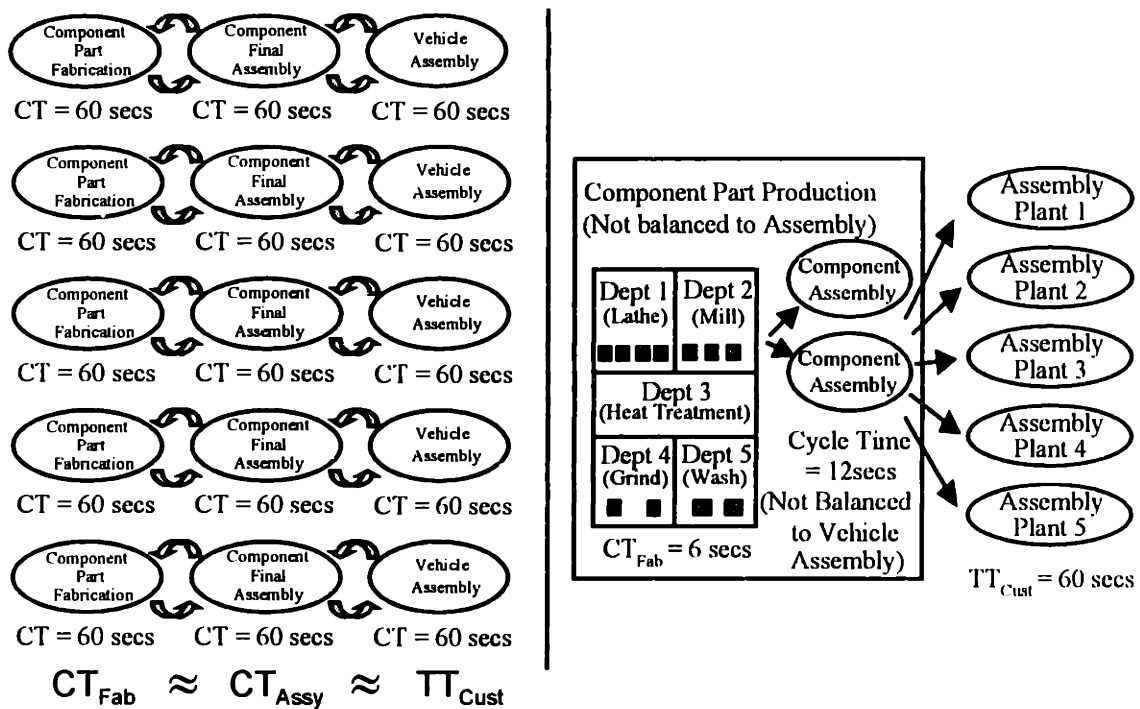 Component
Part
Fabrication
Component
Final
Assembly
Vehicle
Assembly
CT = 60 secs
CT = 60 secs
CT = 60 secs
Component
Part
Fabrication
Component
Final
Assembly
Vehicle
Assembly
CT = 60 secs
CT = 60 secs
CT = 60 secs
Component
Part
Fabrication
Component
Final
Assembly
Vehicle
Assembly
CT = 60 secs
CT = 60 secs
CT = 60 secs
Component
Part
Fabrication
Component
Final
Assembly
Vehicle
Assembly
CT = 60 secs
CT = 60 secs
CT = 60 secs
Component
Part
Fabrication
Component
Final
Assembly
Vehicle
Assembly
CT = 60 secs
CT = 60 secs
CT = 60 secs
CT_Fab ≈ CT_Assy ≈ TT_Cust
Component Part Production
(Not balanced to Assembly)
Dept 1
(Lathe)
Dept 2
(Mill)
Dept 3
(Heat Treatment)
Dept 4
(Grind)
Dept 5
(Wash)
CT_Fab = 6 secs
Component
Assembly
Component
Assembly
Cycle Time
= 12secs
(Not Balanced
to Vehicle
Assembly)
Assembly
Plant 1
Assembly
Plant 2
Assembly
Plant 3
Assembly
Plant 4
Assembly
Plant 5
TT_Cust = 60 secs